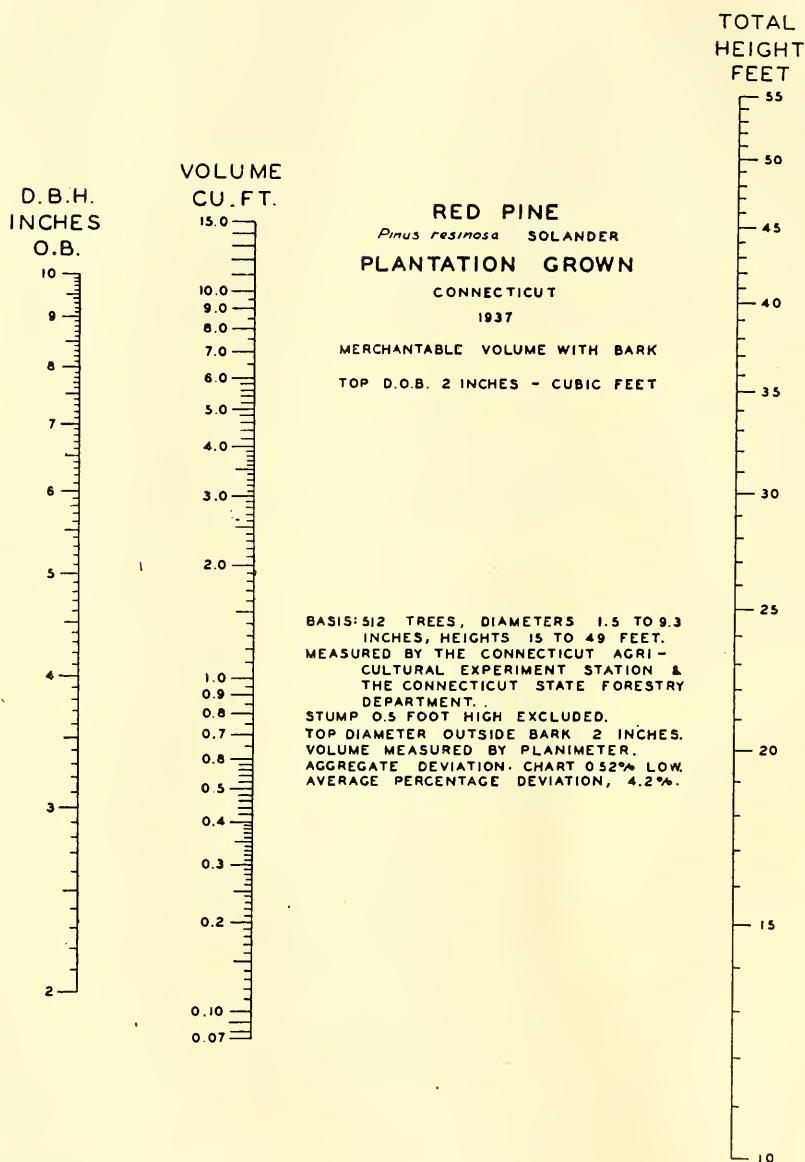 TOTAL
HEIGHT
FEET
55
50
45
40
35
30
25
20
15
10
D.B.H.
INCHES
O.B.
10
9
8
7
6
5
4
3
2
VOLUME
CU.FT.
15.0
10.0
9.0
8.0
7.0
6.0
5.0
4.0
3.0
2.0
1.0
0.9
0.8
0.7
0.8
0.5
0.4
0.3
0.2
0.10
0.07
RED PINE
Pinus resinosa SOLANDER
PLANTATION GROWN
CONNECTICUT
1937
MERCHANTABLE VOLUME WITH BARK
TOP D.O.B. 2 INCHES - CUBIC FEET
BASIS: 512 TREES, DIAMETERS 1.5 TO 9.3
INCHES, HEIGHTS 15 TO 49 FEET.
MEASURED BY THE CONNECTICUT AGRI-
CULTURAL EXPERIMENT STATION &
THE CONNECTICUT STATE FORESTRY
DEPARTMENT.
STUMP 0.5 FOOT HIGH EXCLUDED.
TOP DIAMETER OUTSIDE BARK 2 INCHES.
VOLUME MEASURED BY PLANIMETER.
AGGREGATE DEVIATION. CHART 0.52% LOW.
AVERAGE PERCENTAGE DEVIATION, 4.2%.